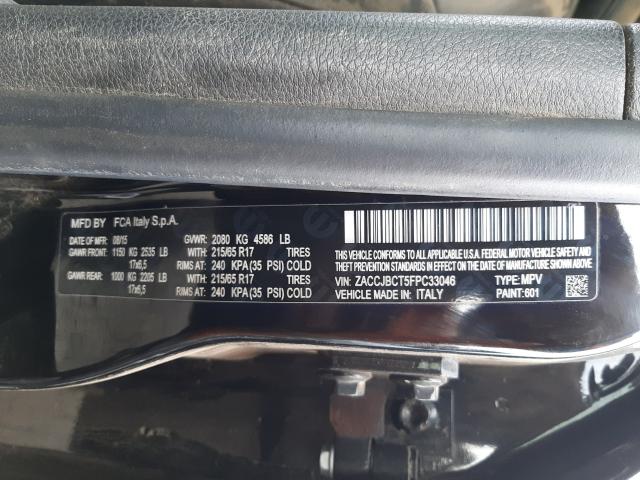 MFD BY FCA Italy S.p.A.
DATE OF MFR: 08/15 GVWR: 2080 KG 4586 LB
GAWR FRONT: 1150 KG 2535 LB WITH: 215/65 R17 TIRES
17x6,5 RIMS AT: 240 KPA (35 PSI) COLD
GAWR REAR: 1000 KG 2205 LB WITH: 215/65 R17 TIRES
17x6,5 RIMS AT: 240 KPA (35 PSI) COLD
THIS VEHICLE CONFORMS TO ALL APPLICABLE U.S.A. FEDERAL MOTOR VEHICLE
SAFETY, BUMPER, AND THEFT PREVENTION STANDARDS IN EFFECT
ON THE DATE OF MANUFACTURE SHOWN ABOVE.
VIN: ZACCJBCT5FPC33046 TYPE: MPV
VEHICLE MADE IN: ITALY PAINT: 601